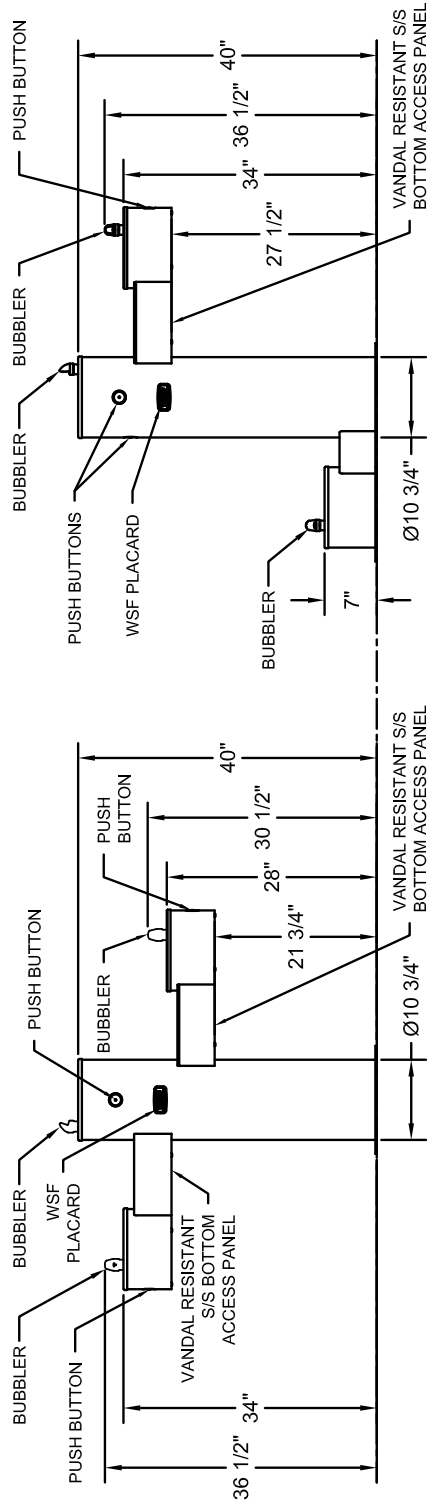 BUBBLER
BUBBLER
PUSH BUTTON
PUSH BUTTON
WSF
PLACARD
BUBBLER
PUSH
BUTTON
VANDAL RESISTANT
S/S BOTTOM
ACCESS PANEL
36 1/2"
34"
21 3/4"
28"
30 1/2"
40"
Ø10 3/4"
VANDAL RESISTANT S/S
BOTTOM ACCESS PANEL
BUBBLER
BUBBLER
PUSH BUTTON
PUSH BUTTONS
WSF PLACARD
BUBBLER
7"
27 1/2"
34"
36 1/2"
40"
Ø10 3/4"
VANDAL RESISTANT S/S
BOTTOM ACCESS PANEL